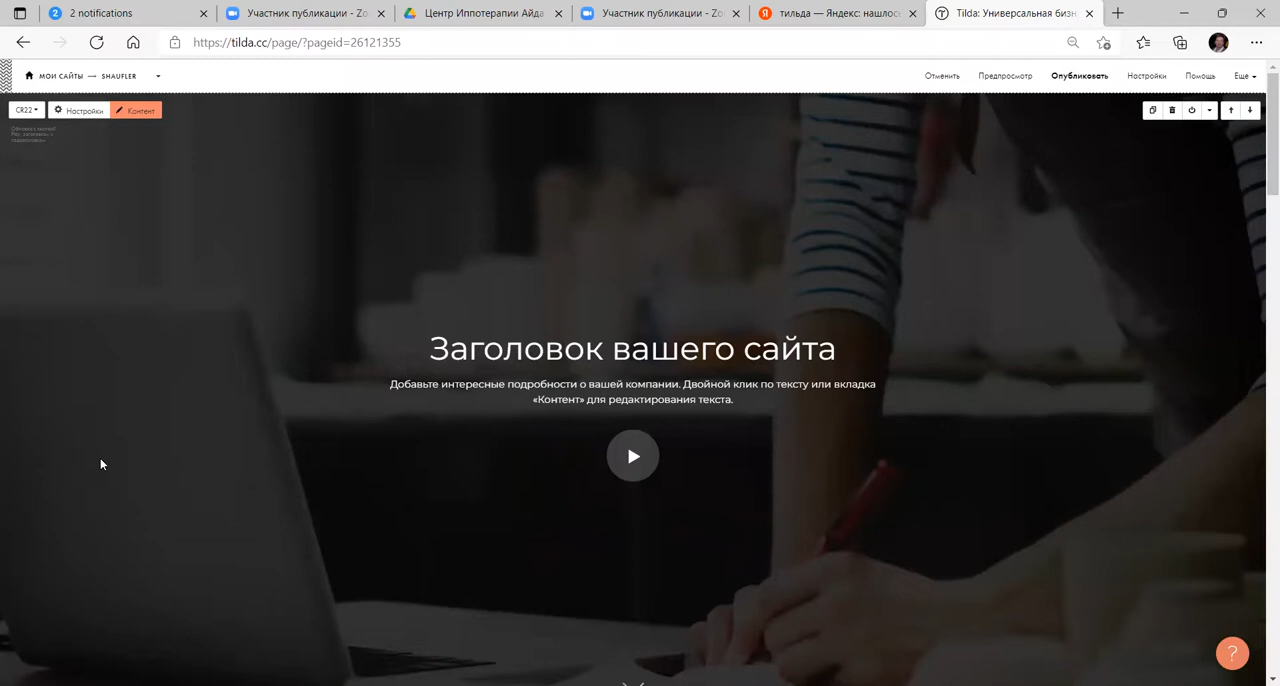 2 notifications
Участник публикации - Zo
Центр Иппотерапии Айда
Участник публикации - Zo
тильда — Яндекс: нашлось
Tilda: Универсальная бизн
https://tilda.cc/page/?pageid=26121355
МОИ САЙТЫ → SHAUFLER
Отменить Предпросмотр Опубликовать Настройки Помощь Еще
CR22 Настройки Контент
Заголовок вашего сайта
Добавьте интересные подробности о вашей компании. Двойной клик по тексту или вкладка
«Контент» для редактирования текста.
?